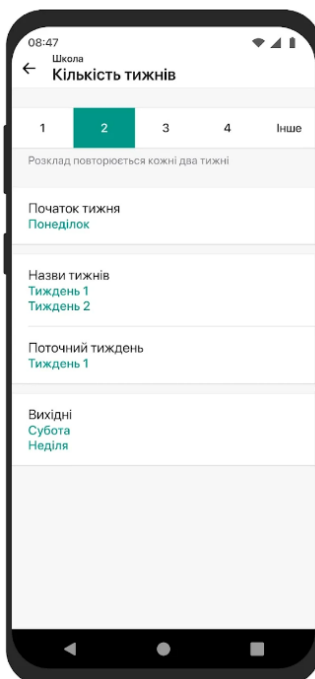 08:47
Школа
Кількість тижнів
1 2 3 4 Інше
Розклад повторюється кожні два тижні
Початок тижня
Понеділок
Назви тижнів
Тиждень 1
Тиждень 2
Поточний тиждень
Тиждень 1
Вихідні
Субота
Неділя